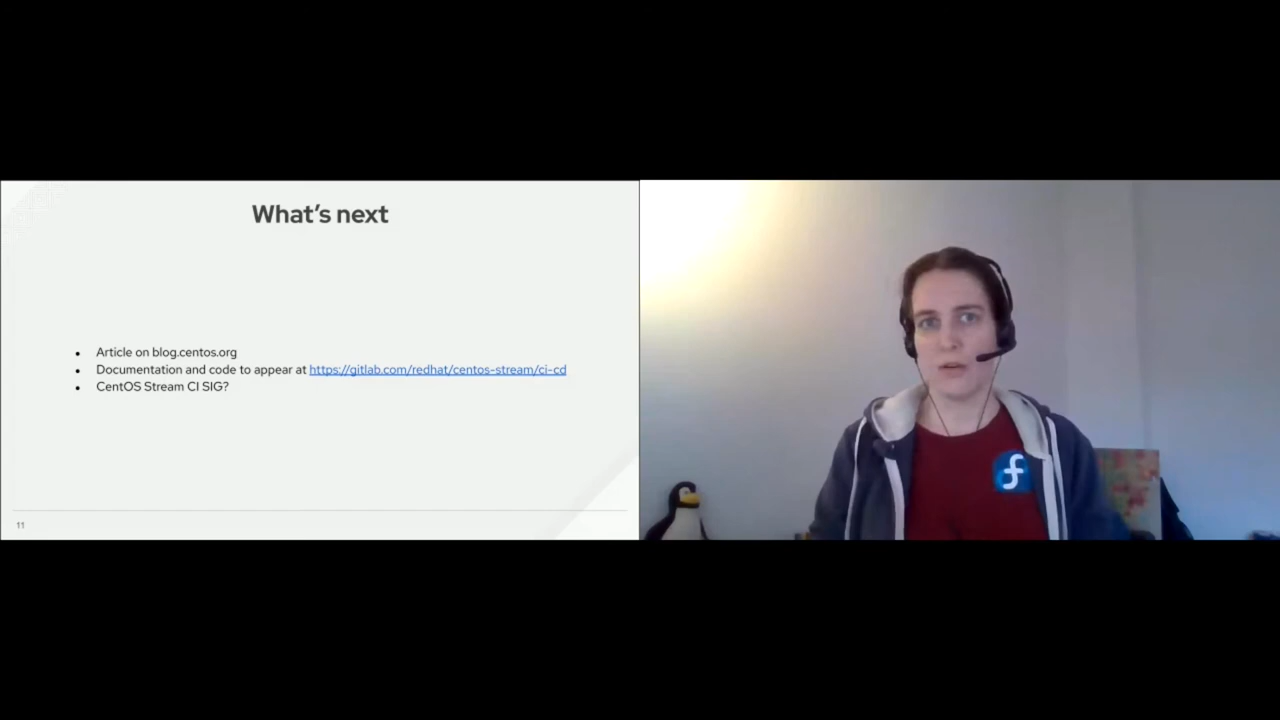 What's next
Article on blog.centos.org
Documentation and code to appear at https://gitlab.com/redhat/centos-stream/ci-cd
CentOS Stream CI SIG?
11